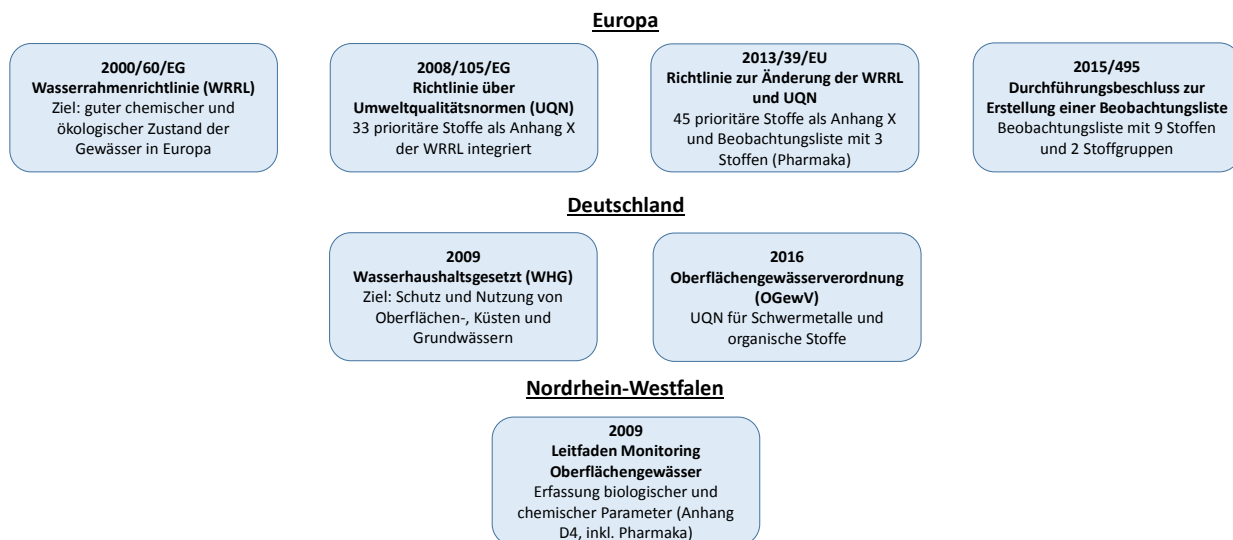 Europa
2000/60/EG
Wasserrahmenrichtlinie (WRRL)
Ziel: guter chemischer und
ökologischer Zustand der
Gewässer in Europa
2008/105/EG
Richtlinie über
Umweltqualitätsnormen (UQN)
33 prioritäre Stoffe als Anhang X
der WRRL integriert
2013/39/EU
Richtlinie zur Änderung der WRRL
und UQN
45 prioritäre Stoffe als Anhang X
und Beobachtungsliste mit 3
Stoffen (Pharmaka)
2015/495
Durchführungsbeschluss zur
Erstellung einer Beobachtungsliste
Beobachtungsliste mit 9 Stoffen
und 2 Stoffgruppen
Deutschland
2009
Wasserhaushaltsgesetzt (WHG)
Ziel: Schutz und Nutzung von
Oberflächen-, Küsten und
Grundwässern
2016
Oberflächengewässerverordnung
(OGewV)
UQN für Schwermetalle und
organische Stoffe
Nordrhein-Westfalen
2009
Leitfaden Monitoring
Oberflächengewässer
Erfassung biologischer und
chemischer Parameter (Anhang
D4, inkl. Pharmaka)